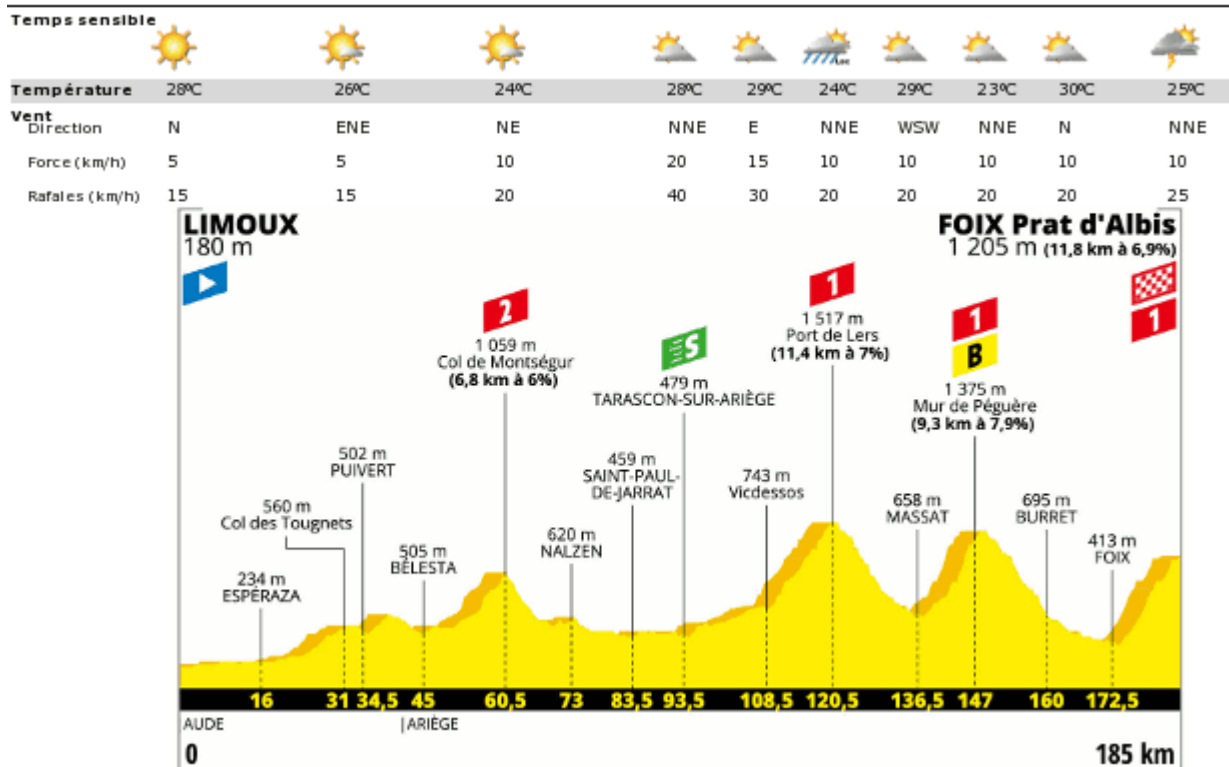 Temps sensible
Loc
Température 28ºC 26ºC 24ºC 28ºC 29ºC 24ºC 29ºC 23ºC 30ºC 25ºC
Vent
Direction N ENE NE NNE E NNE WSW NNE N NNE
Force (km/h) 5 5 10 20 15 10 10 10 10 10
Rafales (km/h) 15 15 20 40 30 20 20 20 20 25
LIMOUX
180 m
FOIX Prat d'Albis
1 205 m (11,8 km à 6,9%)
2
1 059 m
Col de Montségur
(6,8 km à 6%)
S
479 m
TARASCON-SUR-ARIÈGE
1
1 517 m
Port de Lers
(11,4 km à 7%)
1
B
1 375 m
Mur de Péguère
(9,3 km à 7,9%)
1
234 m
ESPÉRAZA
560 m
Col des Tougnets
502 m
PUIVERT
505 m
BÉLESTA
620 m
NALZEN
459 m
SAINT-PAUL-
DE-JARRAT
743 m
Vicdessos
658 m
MASSAT
695 m
BURRET
413 m
FOIX
16 31 34,5 45 60,5 73 83,5 93,5 108,5 120,5 136,5 147 160 172,5
AUDE |ARIÈGE
0 185 km